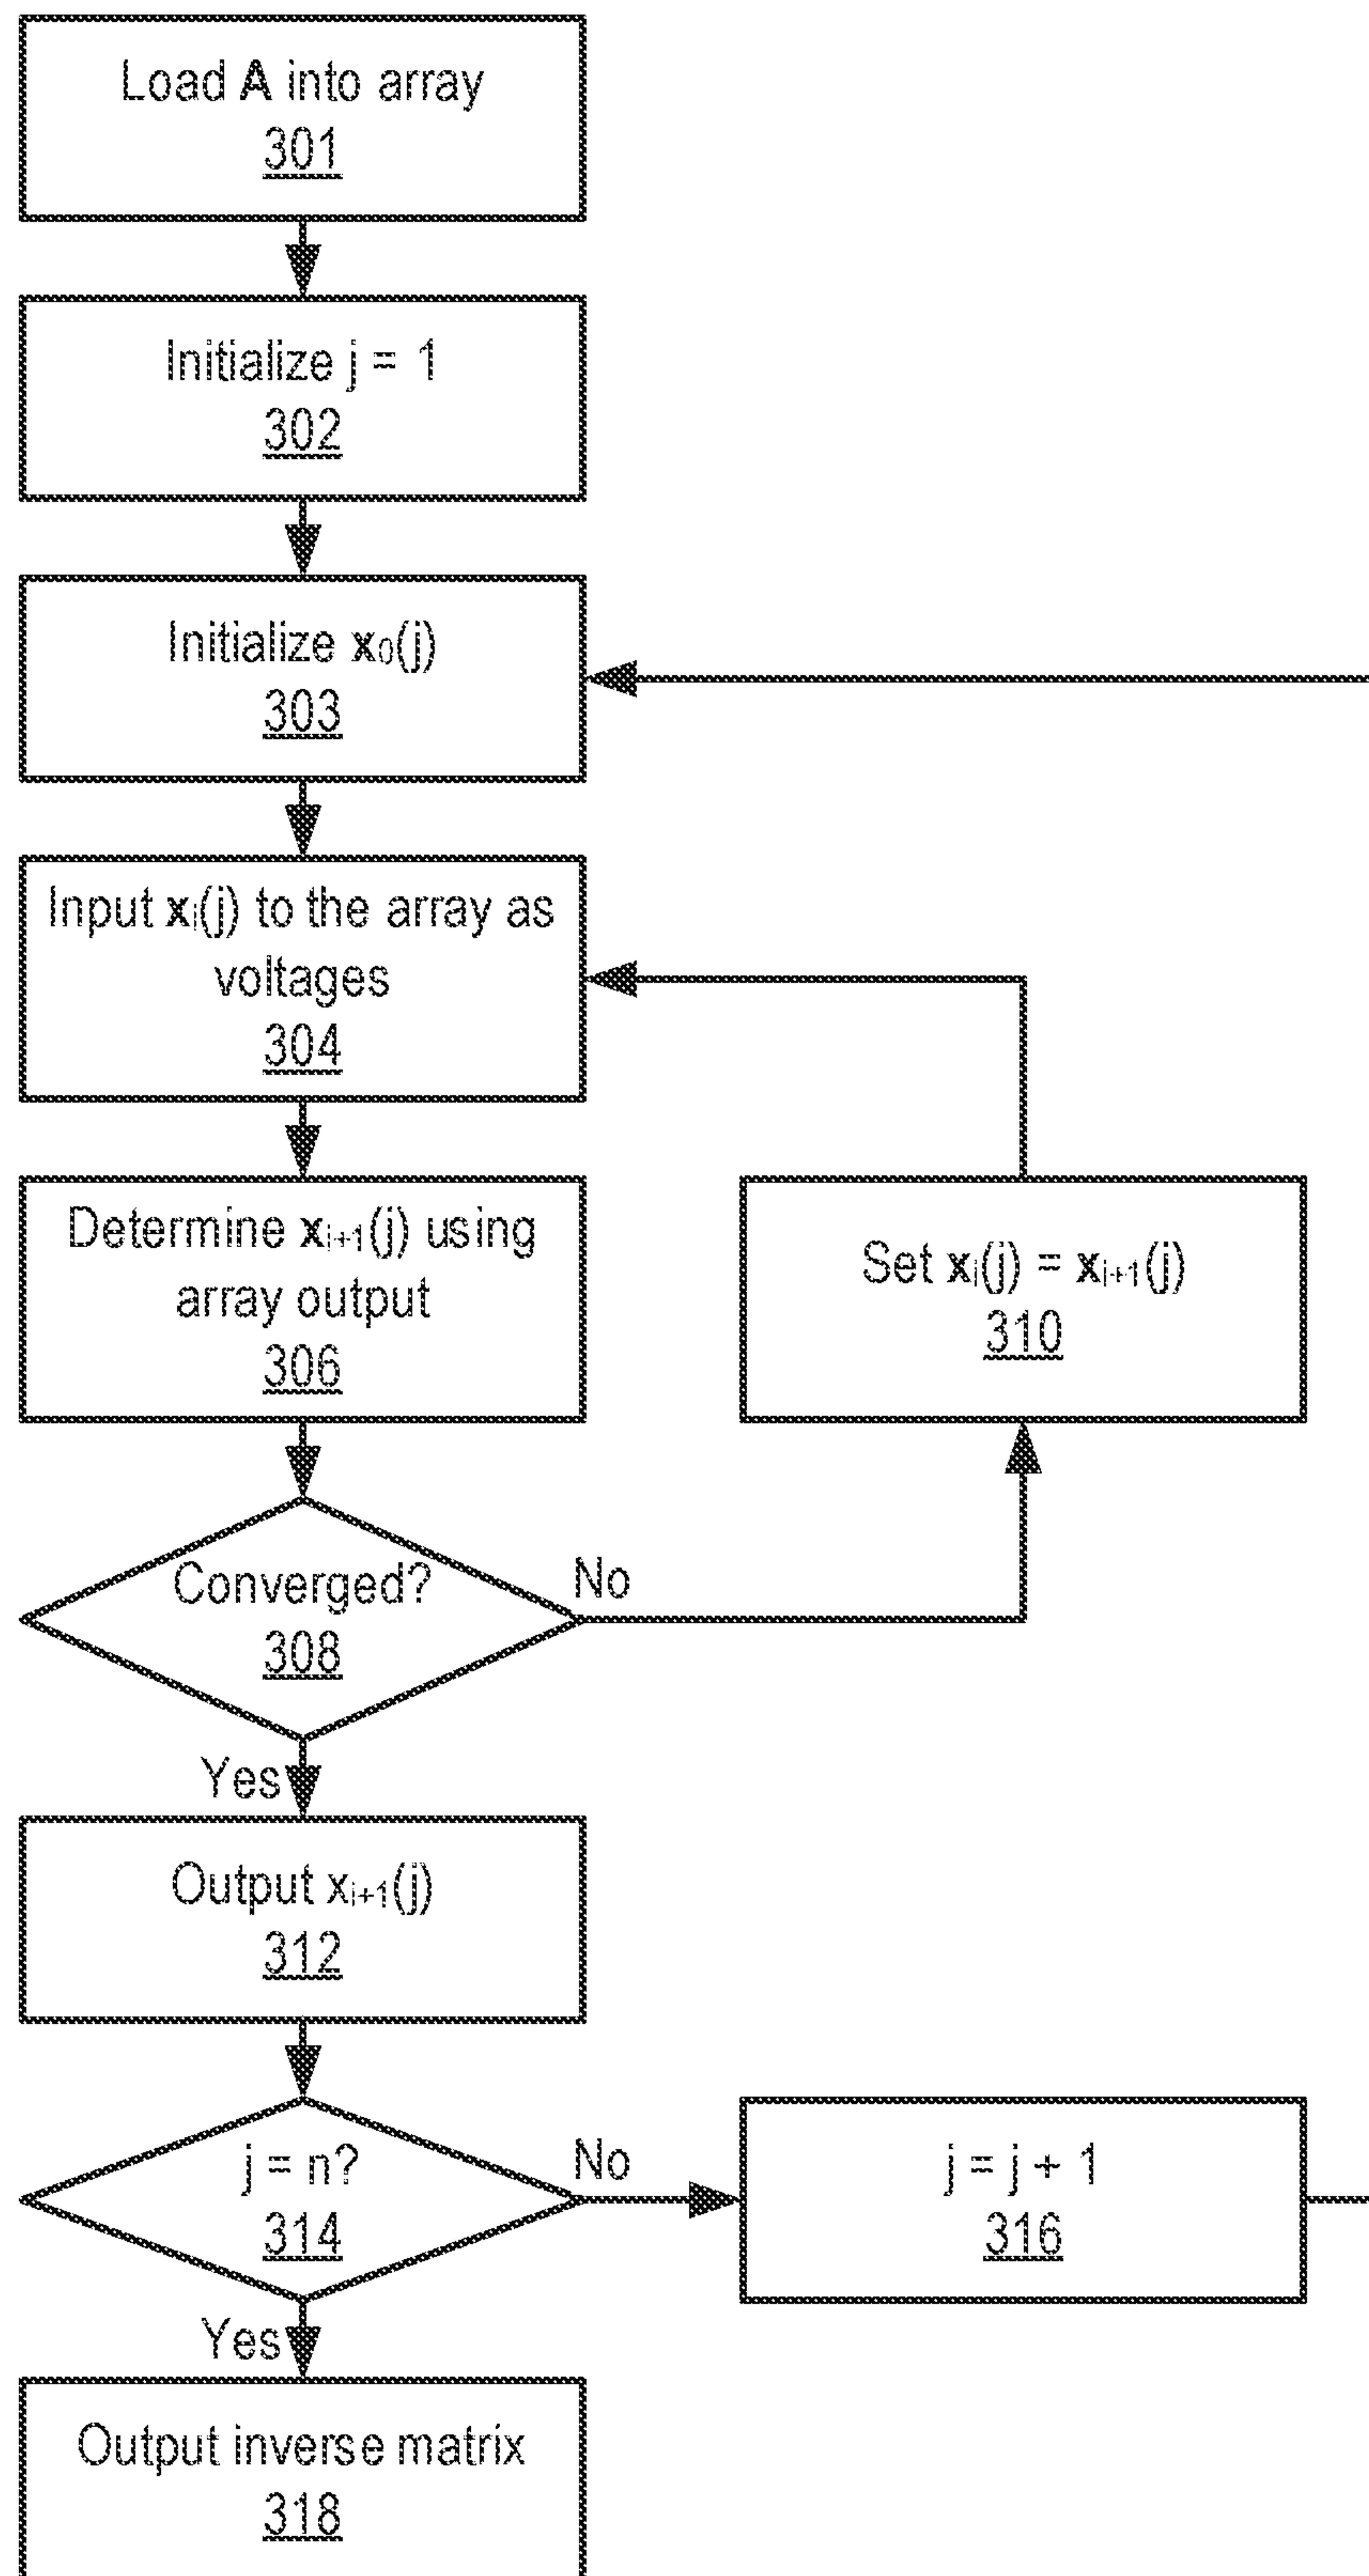 Load A into array
301
Initialize j = 1
302
Initialize x₀(j)
303
Input xᵢ(j) to the array as
voltages
304
Determine xᵢ₊₁(j) using
array output
306
Set xᵢ(j) = xᵢ₊₁(j)
310
Converged?
308
No
Yes
Output xᵢ₊₁(j)
312
j = n?
314
No
j = j + 1
316
Yes
Output inverse matrix
318